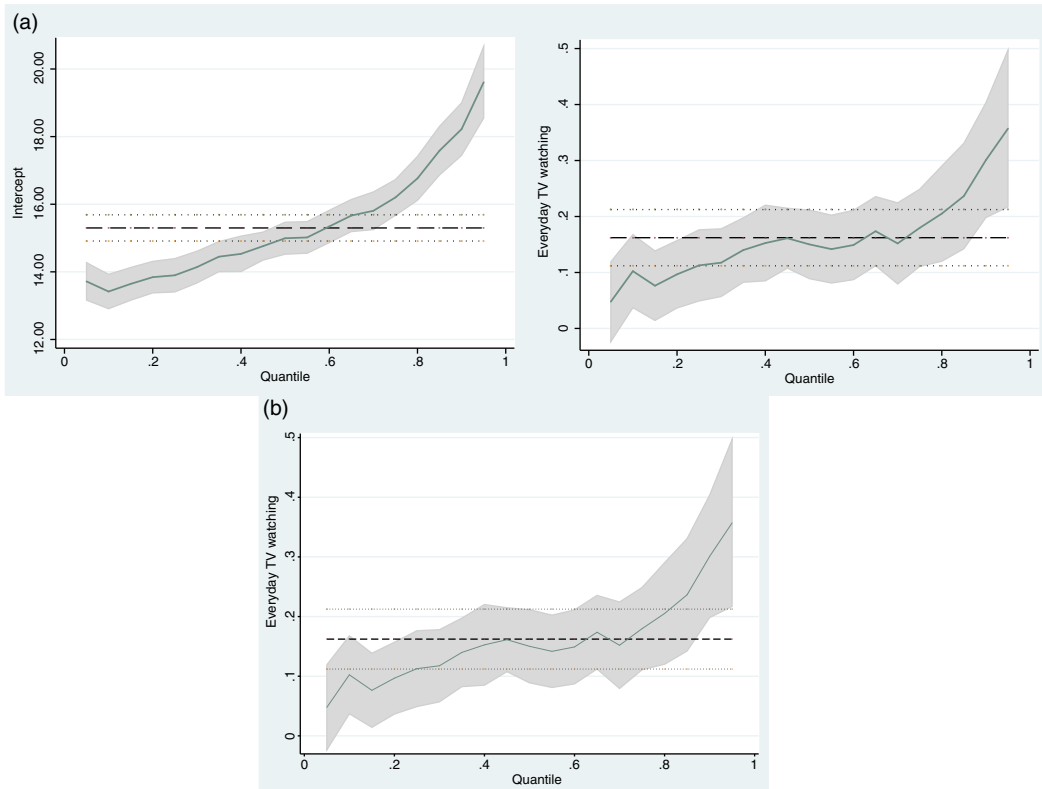 (a)
Intercept
20.00
18.00
16.00
14.00
12.00
0 .2 .4 .6 .8 1
Quantile
Everyday TV watching
.5
.4
.3
.2
.1
0
0 .2 .4 .6 .8 1
Quantile
(b)
Everyday TV watching
.5
.4
.3
.2
.1
0
0 .2 .4 .6 .8 1
Quantile